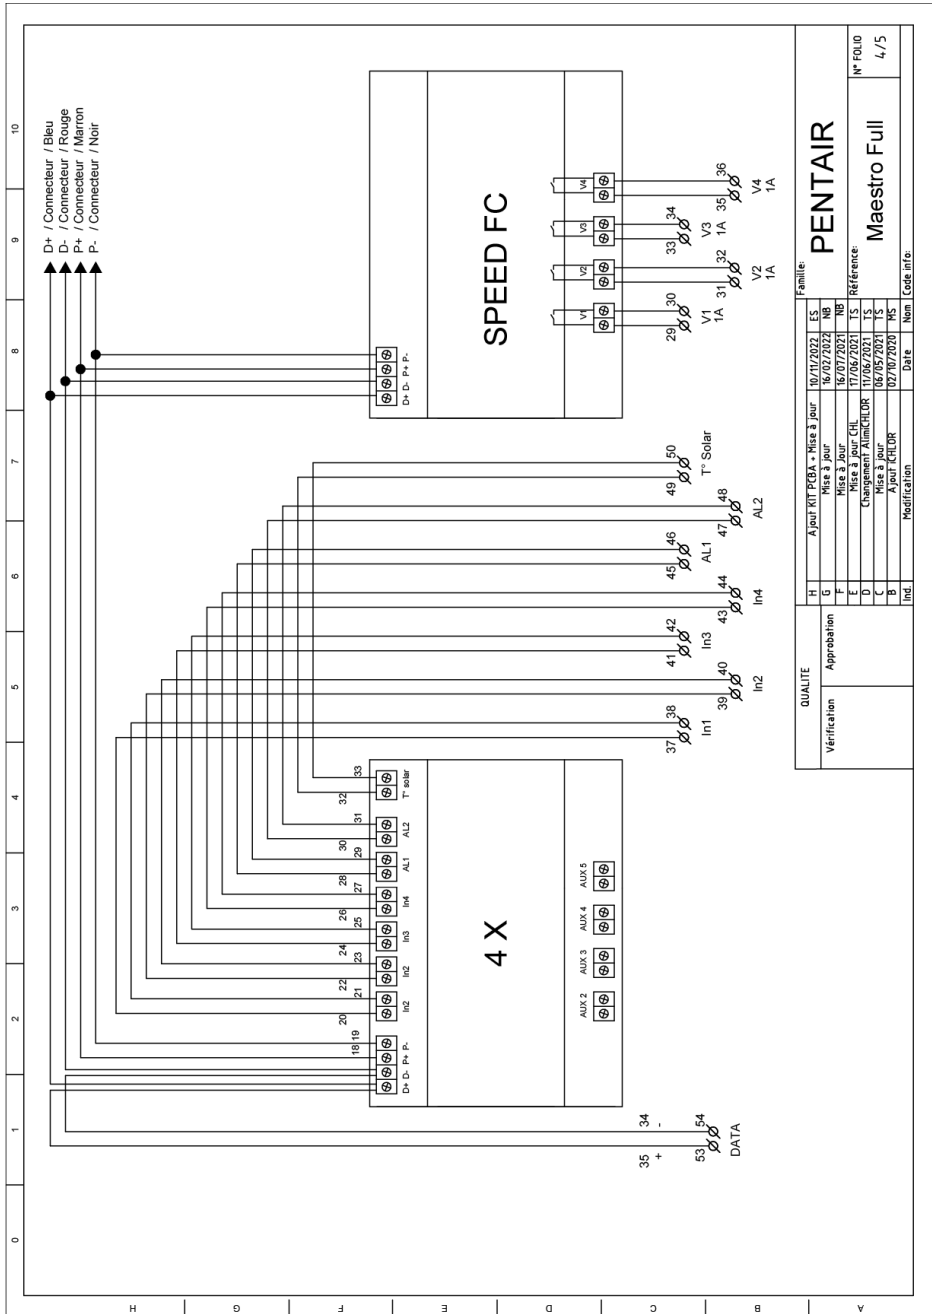 0 1 2 3 4 5 6 7 8 9 10
H
G
F
E
D
C
B
A
D+ / Connecteur / Bleu
D- / Connecteur / Rouge
P+ / Connecteur / Marron
P- / Connecteur / Noir
D+ D- P+ P-
18 19
20 21
In2
22 23
In2
24 25
In3
26 27
In4
28 29
AL1
30 31
AL2
32 33
T° solar
4 X
AUX 2
AUX 3
AUX 4
AUX 5
35 34
+ -
53 54
DATA
37 38
In1
39 40
In2
41 42
In3
43 44
In4
45 46
AL1
47 48
AL2
49 50
T° Solar
D+ D- P+ P-
SPEED FC
V1
V2
V3
V4
29 30
V1
1A
31 32
V2
1A
33 34
V3
1A
35 36
V4
1A
QUALITE
Vérification
Approbation
H Ajout KIT PCBA + Mise à jour 10/11/2022 ES
G Mise à jour 16/02/2022 NB
F Mise à Jour 16/07/2021 NB
E Mise à jour CHL 17/06/2021 TS
D Changement AlimiCHLOR 11/06/2021 TS
C Mise à jour 06/05/2021 TS
B Ajout iCHLOR 02/10/2020 MS
Ind. Modification Date Nom
Famille:
PENTAIR
Référence:
Maestro Full
Code info:
N° FOLIO
4/5